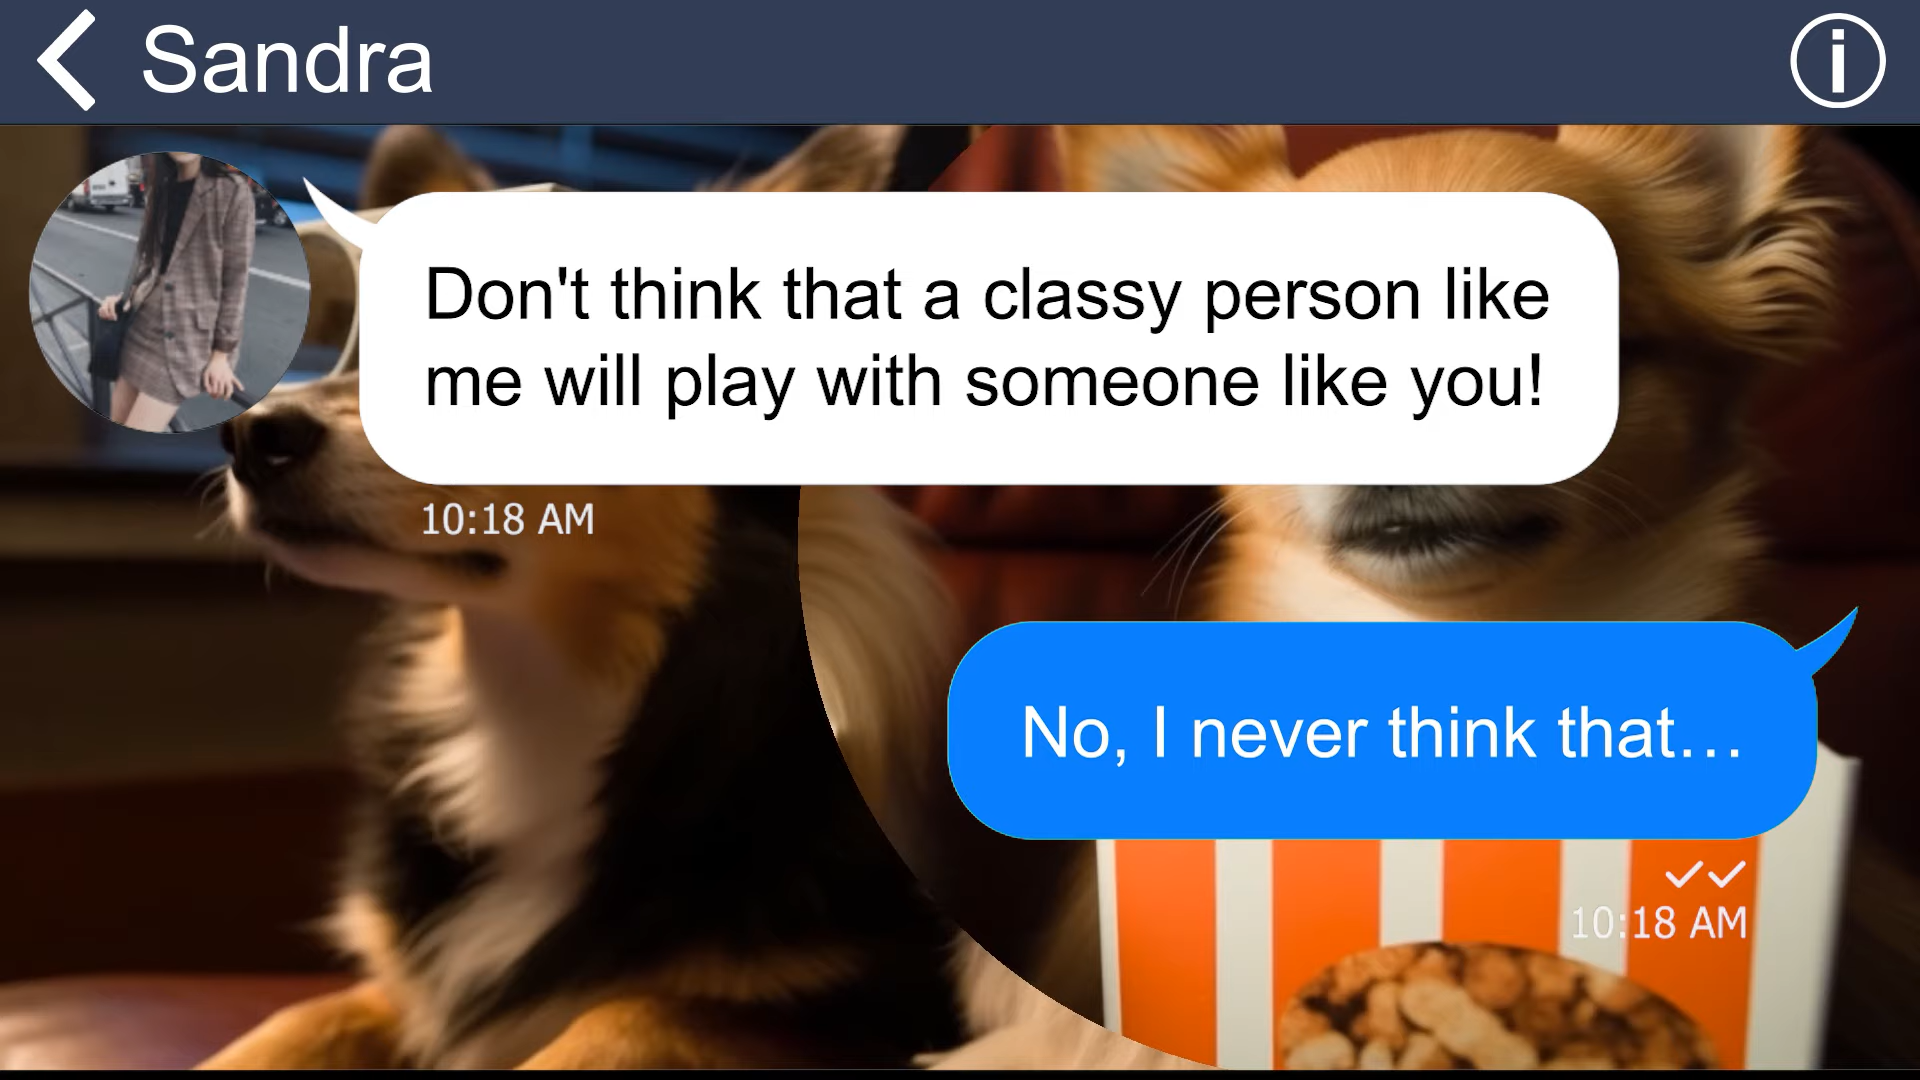 Sandra
Don't think that a classy person like
me will play with someone like you!
10:18 AM
No, I never think that…
10:18 AM